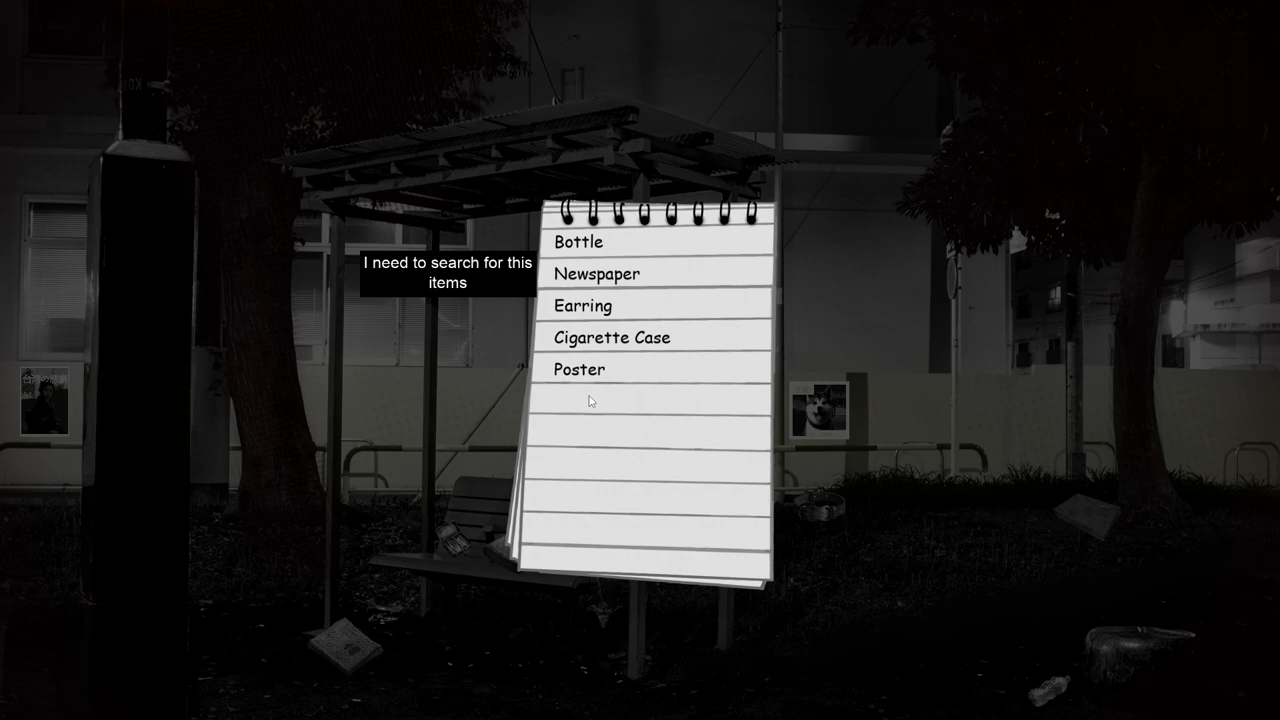 I need to search for this
items
Bottle
Newspaper
Earring
Cigarette Case
Poster